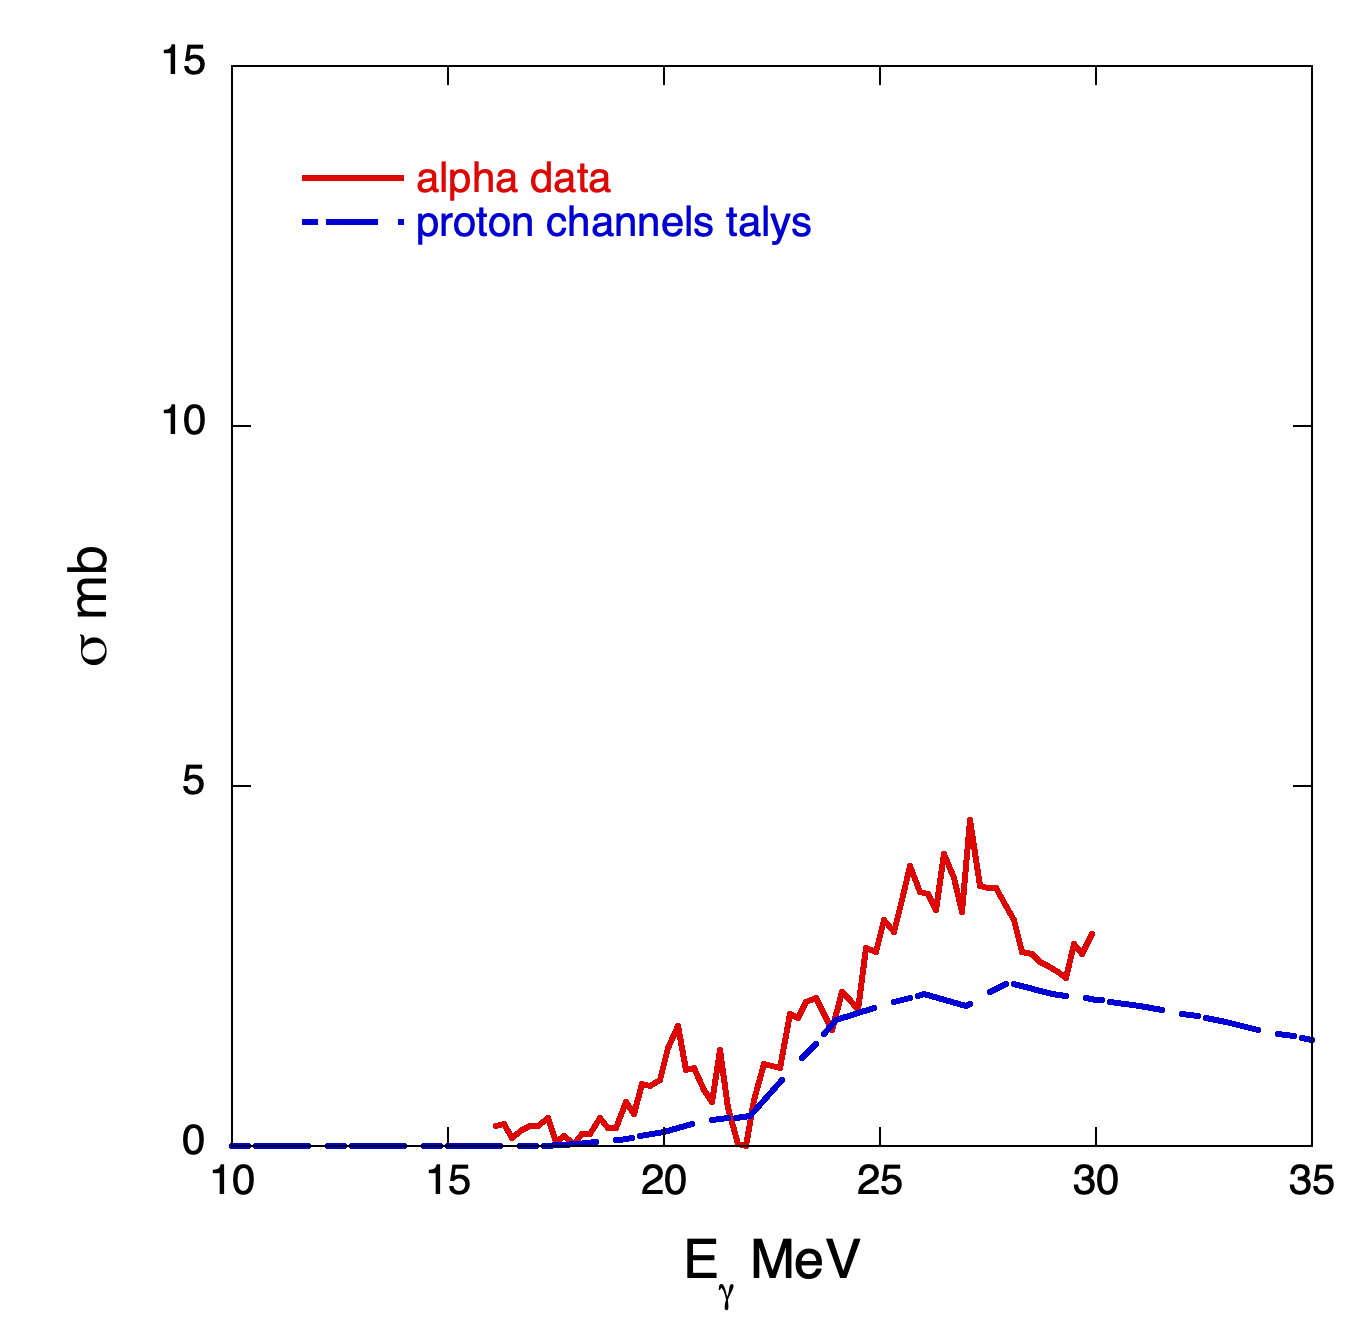 15
alpha data
proton channels talys
10
σ mb
5
0
10 15 20 25 30 35
Eγ MeV